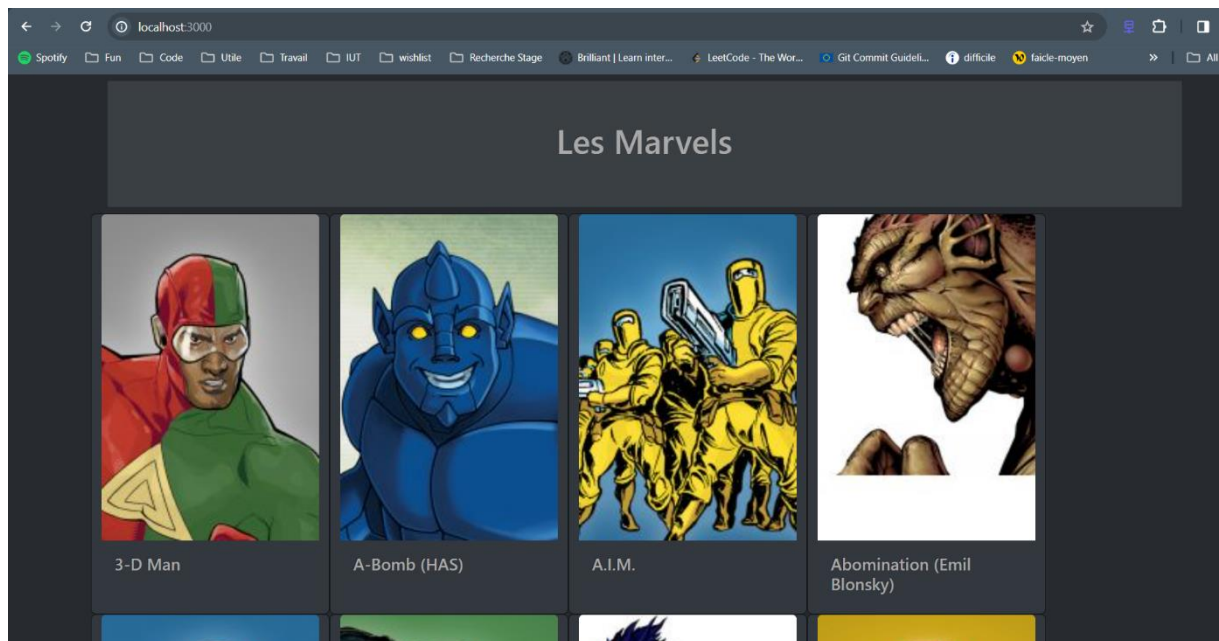 localhost:3000
Spotify Fun Code Utile Travail IUT wishlist Recherche Stage Brilliant | Learn inter... LeetCode - The Wor... Git Commit Guideli... difficile faicle-moyen » All
Les Marvels
3-D Man A-Bomb (HAS) A.I.M. Abomination (Emil
Blonsky)